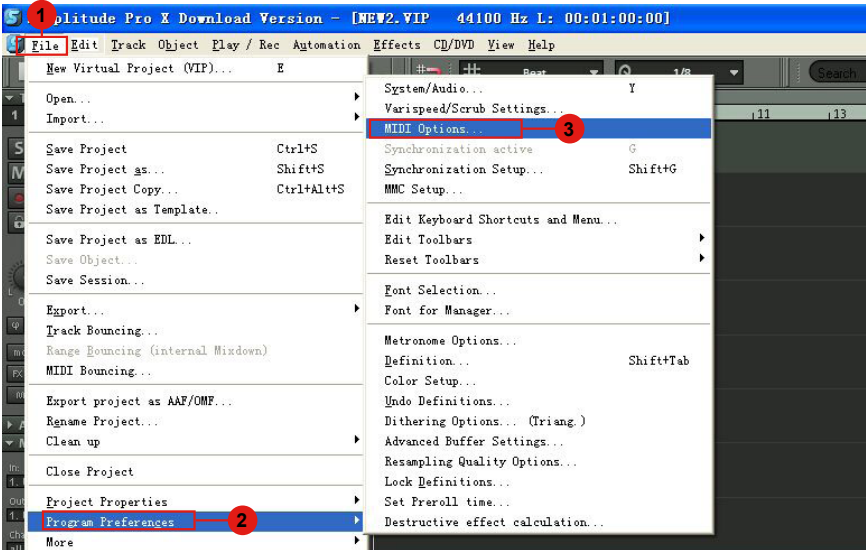 1
plitude Pro X Download Version - [NEW2.VIP 44100 Hz L: 00:01:00:00]
File Edit Track Object Play / Rec Automation Effects CD/DVD View Help
New Virtual Project (VIP)... E
Open...
Import...
Save Project Ctrl+S
Save Project as... Shift+S
Save Project Copy... Ctrl+Alt+S
Save Project as Template..
Save Project as EDL...
Save Object...
Save Session...
Export...
Track Bouncing...
Range Bouncing (internal Mixdown)
MIDI Bouncing...
Export project as AAF/OMF...
Rename Project...
Clean up
Close Project
Project Properties
Program Preferences 2
More
Beat 1/8 Search
11 13
System/Audio... Y
Varispeed/Scrub Settings...
MIDI Options... 3
Synchronization active G
Synchronization Setup... Shift+G
MMC Setup...
Edit Keyboard Shortcuts and Menu...
Edit Toolbars
Reset Toolbars
Font Selection...
Font for Manager...
Metronome Options...
Definition... Shift+Tab
Color Setup...
Undo Definitions...
Dithering Options... (Triang.)
Advanced Buffer Settings...
Resampling Quality Options...
Lock Definitions...
Set Preroll time...
Destructive effect calculation...
1
S
M
In: